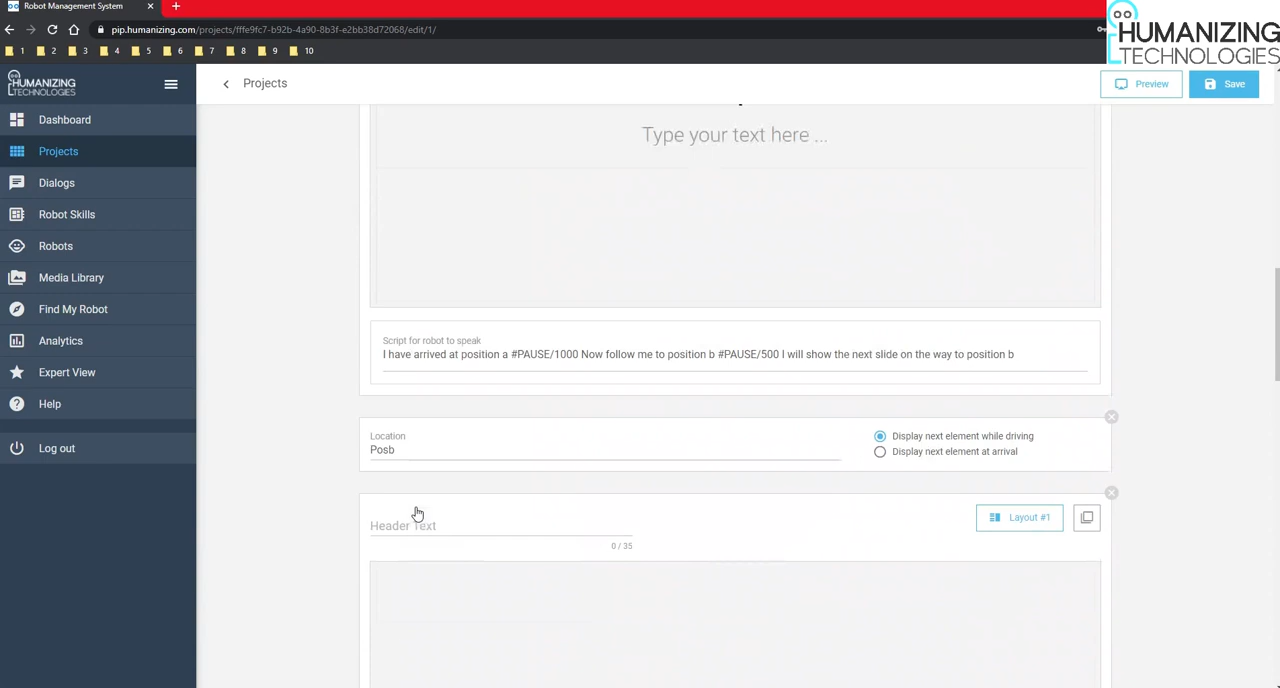 Robot Management System
pip.humanizing.com/projects/fffe9fc7-b92b-4a90-8b3f-e2bb38d72068/edit/1/
1 2 3 4 5 6 7 8 9 10
HUMANIZING
TECHNOLOGIES
HUMANIZING
TECHNOLOGIES
Projects
Preview
Save
Dashboard
Projects
Dialogs
Robot Skills
Robots
Media Library
Find My Robot
Analytics
Expert View
Help
Log out
Type your text here ...
Script for robot to speak
I have arrived at position a #PAUSE/1000 Now follow me to position b #PAUSE/500 I will show the next slide on the way to position b
Location
Posb
Display next element while driving
Display next element at arrival
Header Text
0 / 35
Layout #1